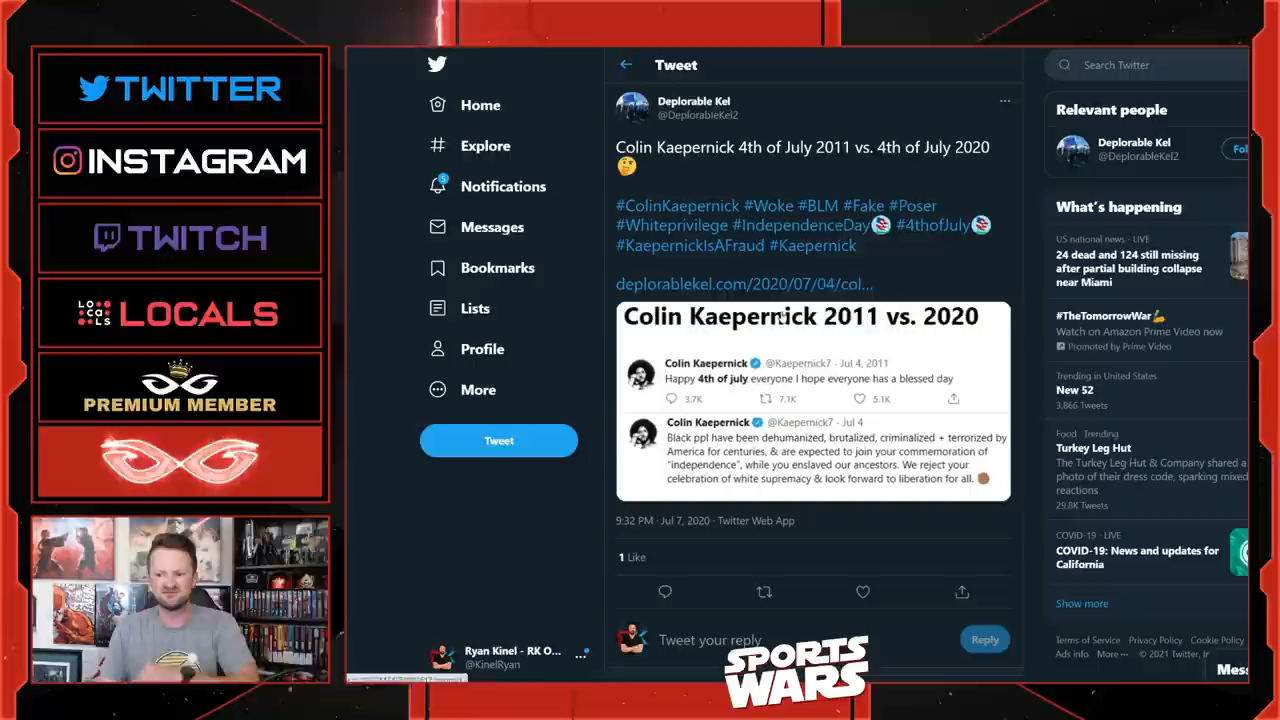 TWITTER
INSTAGRAM
TWITCH
LOCALS
LOCALS
PREMIUM MEMBER
Home
Explore
5
Notifications
Messages
Bookmarks
Lists
Profile
More
Tweet
Ryan Kinel - RK O...
@KinelRyan
Tweet
Deplorable Kel
@DeplorableKel2
Colin Kaepernick 4th of July 2011 vs. 4th of July 2020
🤔
#ColinKaepernick #Woke #BLM #Fake #Poser
#Whiteprivilege #IndependenceDay #4thofJuly
#KaepernickIsAFraud #Kaepernick
deplorablekel.com/2020/07/04/col...
Colin Kaepernick 2011 vs. 2020
Colin Kaepernick @Kaepernick7 · Jul 4, 2011
Happy 4th of july everyone I hope everyone has a blessed day
3.7K 7.1K 5.1K
Colin Kaepernick @Kaepernick7 · Jul 4
Black ppl have been dehumanized, brutalized, criminalized + terrorized by
America for centuries, & are expected to join your commemoration of
"independence", while you enslaved our ancestors. We reject your
celebration of white supremacy & look forward to liberation for all.
9:32 PM · Jul 7, 2020 · Twitter Web App
1 Like
Tweet your reply
Reply
SPORTS
WARS
Search Twitter
Relevant people
Deplorable Kel
@DeplorableKel2
Fol
What's happening
US national news · LIVE
24 dead and 124 still missing
after partial building collapse
near Miami
#TheTomorrowWar
Watch on Amazon Prime Video now
Promoted by Prime Video
Trending in United States
New 52
3,866 Tweets
Food · Trending
Turkey Leg Hut
The Turkey Leg Hut & Company shared a
photo of their dress code, sparking mixed
reactions
29.8K Tweets
COVID-19 · LIVE
COVID-19: News and updates for
California
Show more
Terms of Service Privacy Policy Cookie Policy
Ads info More ··· © 2021 Twitter, I
Mess